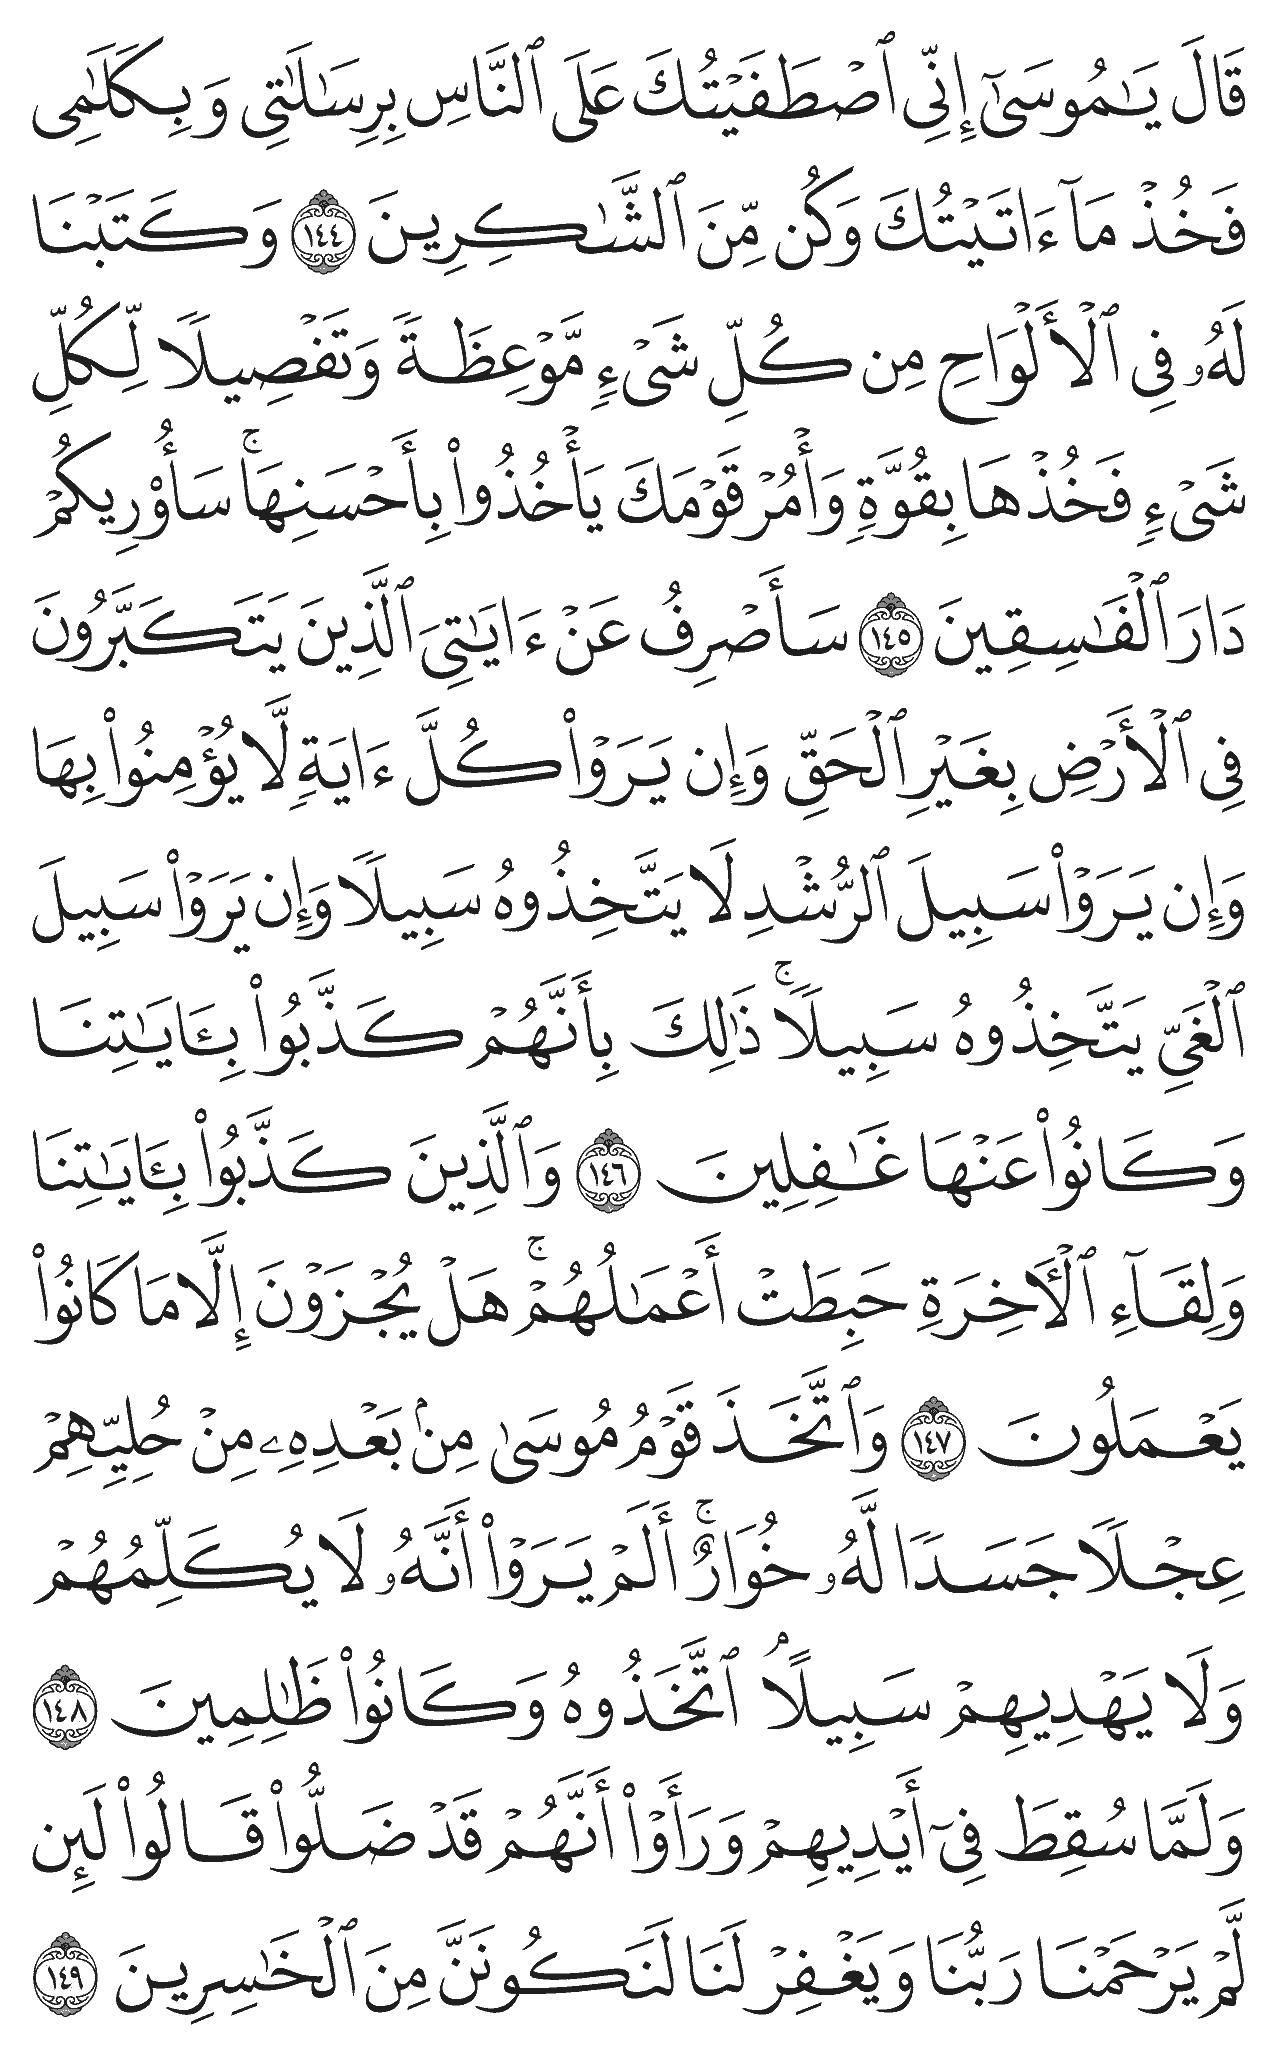 قَالَ يَـٰمُوسَىٰٓ إِنِّى ٱصْطَفَيْتُكَ عَلَى ٱلنَّاسِ بِرِسَـٰلَـٰتِى وَبِكَلَـٰمِى
فَخُذْ مَآ ءَاتَيْتُكَ وَكُن مِّنَ ٱلشَّـٰكِرِينَ ١٤٤ وَكَتَبْنَا
لَهُۥ فِى ٱلْأَلْوَاحِ مِن كُلِّ شَىْءٍ مَّوْعِظَةً وَتَفْصِيلًا لِّكُلِّ
شَىْءٍ فَخُذْهَا بِقُوَّةٍ وَأْمُرْ قَوْمَكَ يَأْخُذُوا۟ بِأَحْسَنِهَا ۚ سَأُو۟رِيكُمْ
دَارَ ٱلْفَـٰسِقِينَ ١٤٥ سَأَصْرِفُ عَنْ ءَايَـٰتِىَ ٱلَّذِينَ يَتَكَبَّرُونَ
فِى ٱلْأَرْضِ بِغَيْرِ ٱلْحَقِّ وَإِن يَرَوْا۟ كُلَّ ءَايَةٍ لَّا يُؤْمِنُوا۟ بِهَا
وَإِن يَرَوْا۟ سَبِيلَ ٱلرُّشْدِ لَا يَتَّخِذُوهُ سَبِيلًا وَإِن يَرَوْا۟ سَبِيلَ
ٱلْغَىِّ يَتَّخِذُوهُ سَبِيلًا ۚ ذَٰلِكَ بِأَنَّهُمْ كَذَّبُوا۟ بِـَٔايَـٰتِنَا
وَكَانُوا۟ عَنْهَا غَـٰفِلِينَ ١٤٦ وَٱلَّذِينَ كَذَّبُوا۟ بِـَٔايَـٰتِنَا
وَلِقَآءِ ٱلْـَٔاخِرَةِ حَبِطَتْ أَعْمَـٰلُهُمْ ۚ هَلْ يُجْزَوْنَ إِلَّا مَا كَانُوا۟
يَعْمَلُونَ ١٤٧ وَٱتَّخَذَ قَوْمُ مُوسَىٰ مِنۢ بَعْدِهِۦ مِنْ حُلِيِّهِمْ
عِجْلًا جَسَدًا لَّهُۥ خُوَارٌ ۚ أَلَمْ يَرَوْا۟ أَنَّهُۥ لَا يُكَلِّمُهُمْ
وَلَا يَهْدِيهِمْ سَبِيلًا ۘ ٱتَّخَذُوهُ وَكَانُوا۟ ظَـٰلِمِينَ ١٤٨
وَلَمَّا سُقِطَ فِىٓ أَيْدِيهِمْ وَرَأَوْا۟ أَنَّهُمْ قَدْ ضَلُّوا۟ قَالُوا۟ لَئِن
لَّمْ يَرْحَمْنَا رَبُّنَا وَيَغْفِرْ لَنَا لَنَكُونَنَّ مِنَ ٱلْخَـٰسِرِينَ ١٤٩